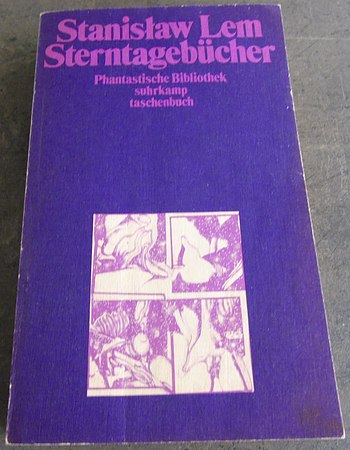 Stanisław Lem
Sterntagebücher
Phantastische Bibliothek
suhrkamp
taschenbuch